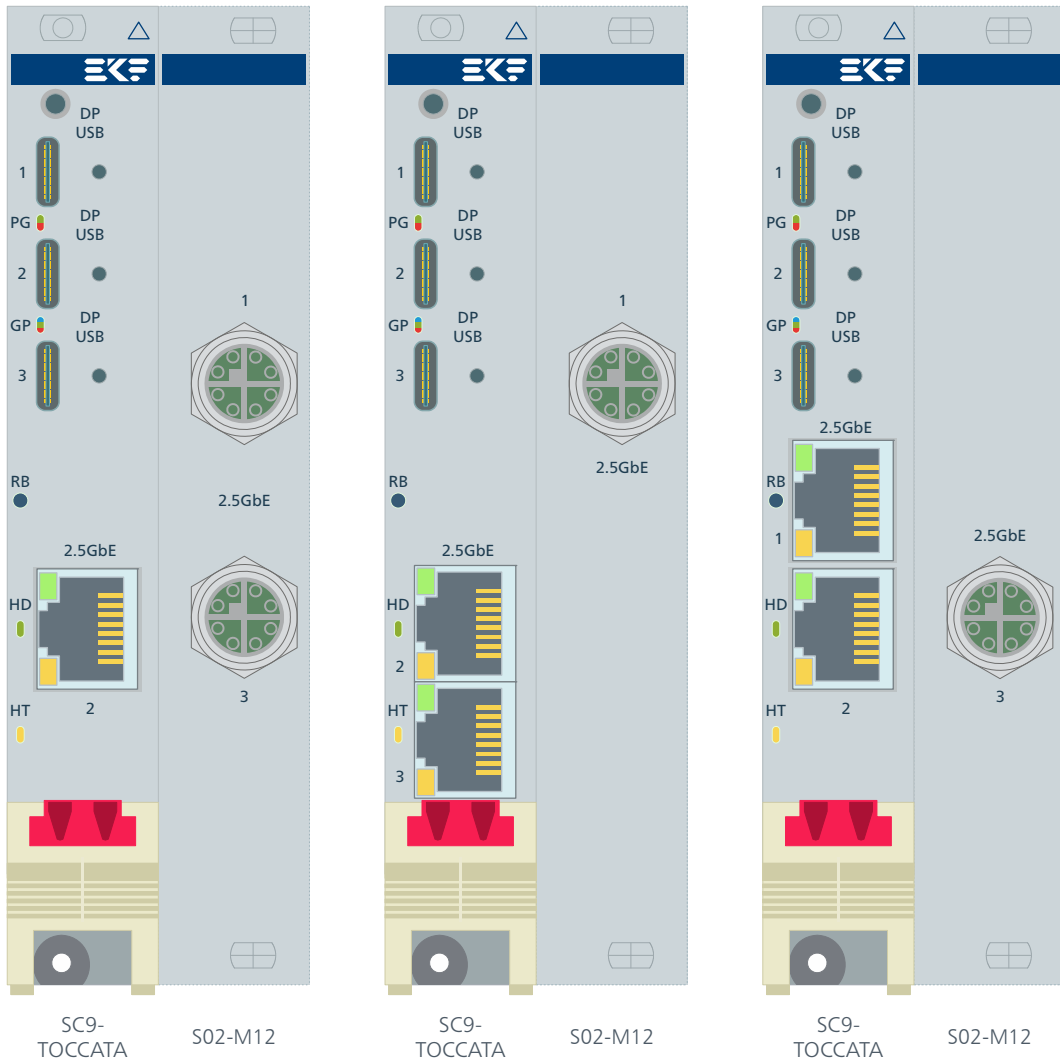 EKF
DP
USB
1
PG
DP
USB
2
GP
DP
USB
3
1
RB
2.5GbE
2.5GbE
HD
HT
2
3
SC9-
TOCCATA
S02-M12
EKF
DP
USB
1
PG
DP
USB
2
GP
DP
USB
3
1
2.5GbE
RB
2.5GbE
HD
2
HT
3
SC9-
TOCCATA
S02-M12
EKF
DP
USB
1
PG
DP
USB
2
GP
DP
USB
3
2.5GbE
RB
1
2.5GbE
HD
HT
2
3
SC9-
TOCCATA
S02-M12